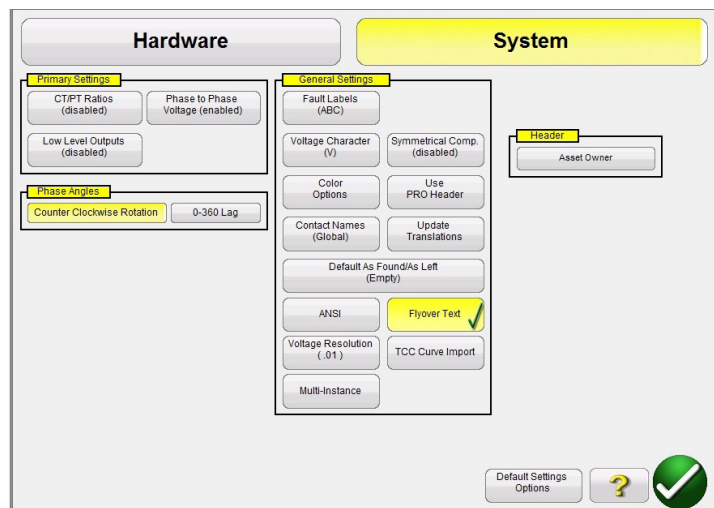 Hardware
System
Primary Settings
CT/PT Ratios
(disabled)
Phase to Phase
Voltage (enabled)
Low Level Outputs
(disabled)
Phase Angles
Counter Clockwise Rotation
0-360 Lag
General Settings
Fault Labels
(ABC)
Voltage Character
(V)
Symmetrical Comp.
(disabled)
Color
Options
Use
PRO Header
Contact Names
(Global)
Update
Translations
Default As Found/As Left
(Empty)
ANSI
Flyover Text
Voltage Resolution
( .01 )
TCC Curve Import
Multi-Instance
Header
Asset Owner
Default Settings
Options
?